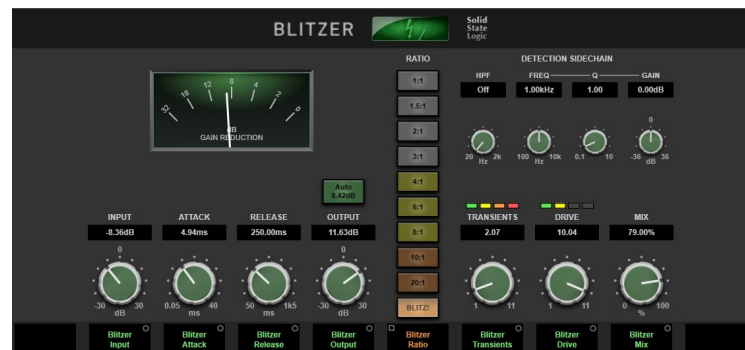 BLITZER
Solid
State
Logic
RATIO
DETECTION SIDECHAIN
HPF FREQ Q GAIN
Off 1.00kHz 1.00 0.00dB
32 18 12 8 4 2 0
dB
GAIN REDUCTION
1:1
1.5:1
2:1
3:1
4:1
6:1
8:1
10:1
20:1
BLITZ!
0
20 2k 100 10k 0.1 10 -36 36
Hz Hz dB
Auto
8.42dB
INPUT ATTACK RELEASE OUTPUT
-8.36dB 4.94ms 250.00ms 11.63dB
0 0
-30 30 0.05 40 50 1k5 -30 30
dB ms ms dB
TRANSIENTS DRIVE MIX
2.07 10.04 79.00%
1 11 1 11 0 100
%
Blitzer
Input
Blitzer
Attack
Blitzer
Release
Blitzer
Output
Blitzer
Ratio
Blitzer
Transients
Blitzer
Drive
Blitzer
Mix